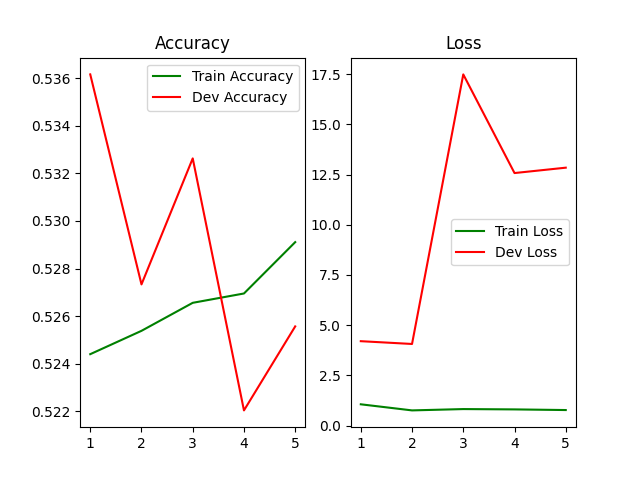 Accuracy
0.536
0.534
0.532
0.530
0.528
0.526
0.524
0.522
1 2 3 4 5
Train Accuracy
Dev Accuracy
Loss
17.5
15.0
12.5
10.0
7.5
5.0
2.5
0.0
1 2 3 4 5
Train Loss
Dev Loss